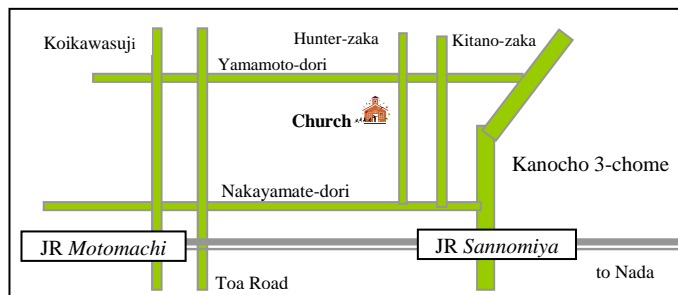 Hunter-zaka
Kitano-zaka
Koikawasuji
Yamamoto-dori
Church
Kanocho 3-chome
Nakayamate-dori
JR Motomachi
JR Sannomiya
Toa Road
to Nada